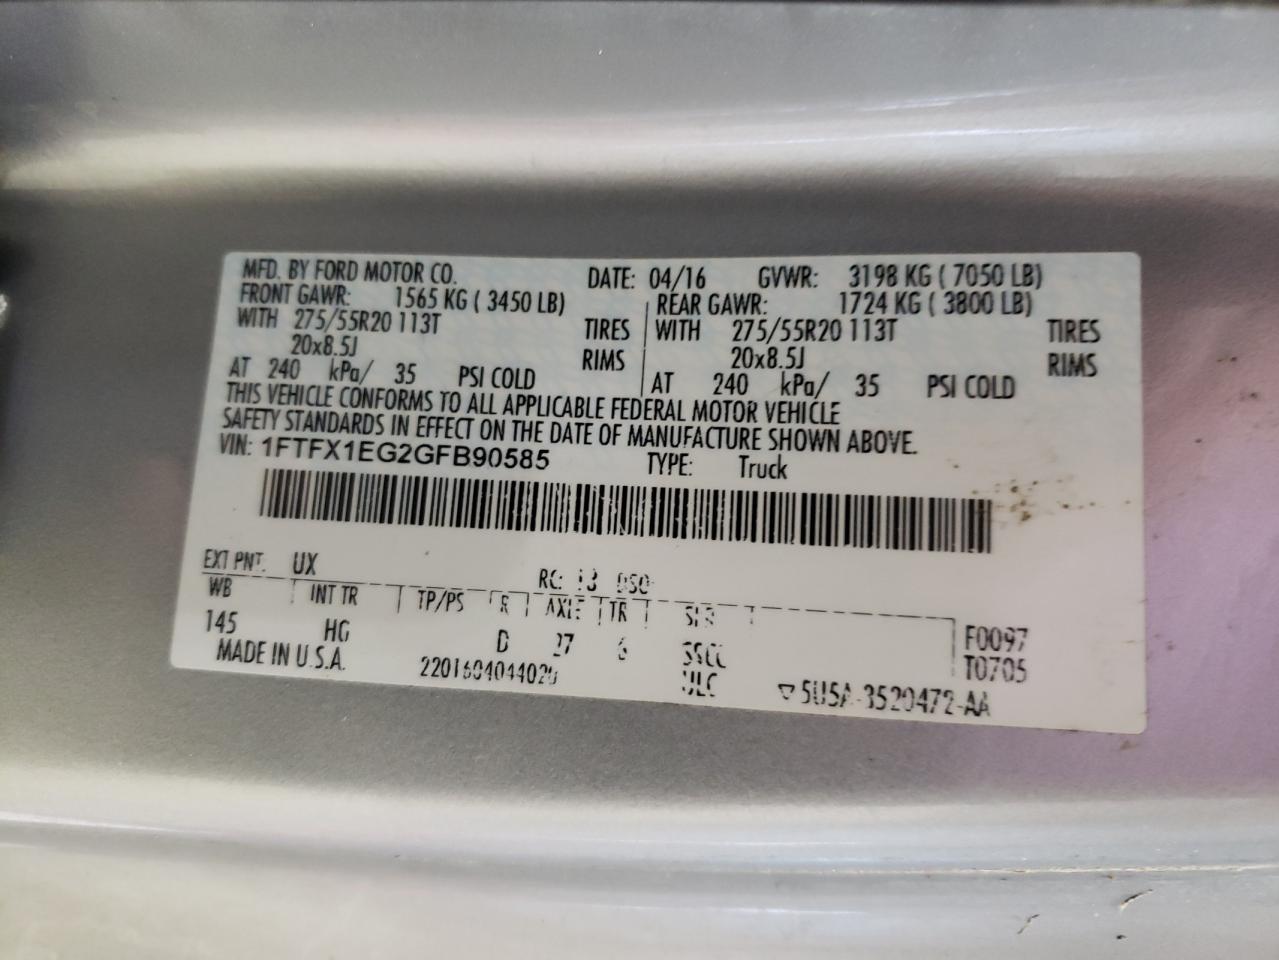 MFD. BY FORD MOTOR CO. DATE: 04/16 GVWR: 3198 KG ( 7050 LB)
FRONT GAWR: 1565 KG ( 3450 LB) REAR GAWR: 1724 KG ( 3800 LB)
WITH 275/55R20 113T TIRES WITH 275/55R20 113T TIRES
20x8.5J RIMS 20x8.5J RIMS
AT 240 kPa/ 35 PSI COLD AT 240 kPa/ 35 PSI COLD
THIS VEHICLE CONFORMS TO ALL APPLICABLE FEDERAL MOTOR VEHICLE
SAFETY STANDARDS IN EFFECT ON THE DATE OF MANUFACTURE SHOWN ABOVE.
VIN: 1FTFX1EG2GFB90585 TYPE: Truck
EXT PNT: UX RC: 13
WB INT TR TP/PS R AXLE TR
145 HG D 27 6 F0097
MADE IN U.S.A. T0705
5U5A-3520472-AA